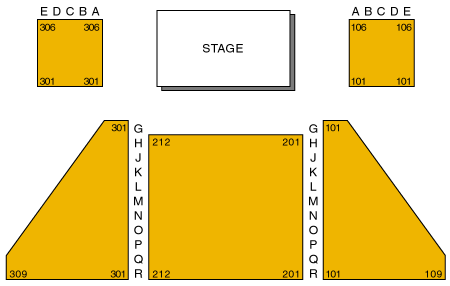 E D C B A
A B C D E
306 306
106 106
STAGE
301 301
101 101
301 G G 101
H H
212 201
J J
K K
L L
M M
N N
O O
P P
Q Q
309 301 R 212 201 R 101 109